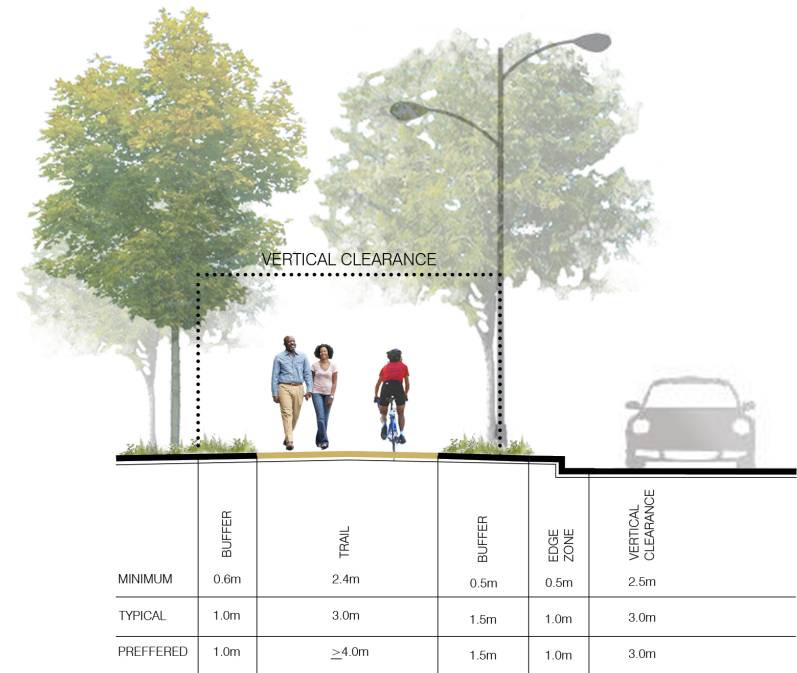 VERTICAL CLEARANCE
BUFFER
TRAIL
BUFFER
EDGE
ZONE
VERTICAL
CLEARANCE
MINIMUM 0.6m 2.4m 0.5m 0.5m 2.5m
TYPICAL 1.0m 3.0m 1.5m 1.0m 3.0m
PREFFERED 1.0m ≥4.0m 1.5m 1.0m 3.0m